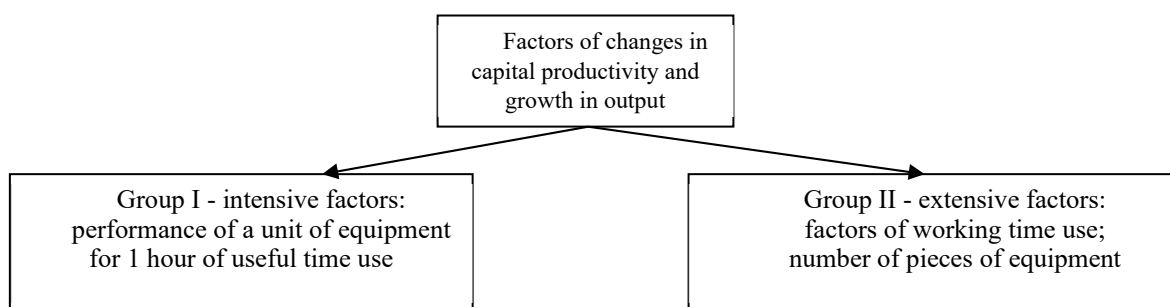 Factors of changes in
capital productivity and
growth in output
Group I - intensive factors:
performance of a unit of equipment
for 1 hour of useful time use
Group II - extensive factors:
factors of working time use;
number of pieces of equipment